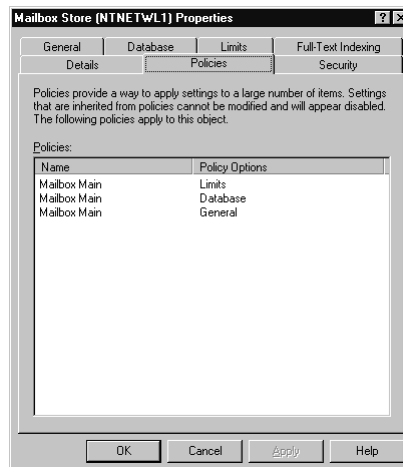 Mailbox Store (NTNETWL1) Properties
General Database Limits Full-Text Indexing
Details Policies Security
Policies provide a way to apply settings to a large number of items. Settings
that are inherited from policies cannot be modified and will appear disabled.
The following policies apply to this object.
Policies:
Name Policy Options
Mailbox Main Limits
Mailbox Main Database
Mailbox Main General
OK Cancel Apply Help